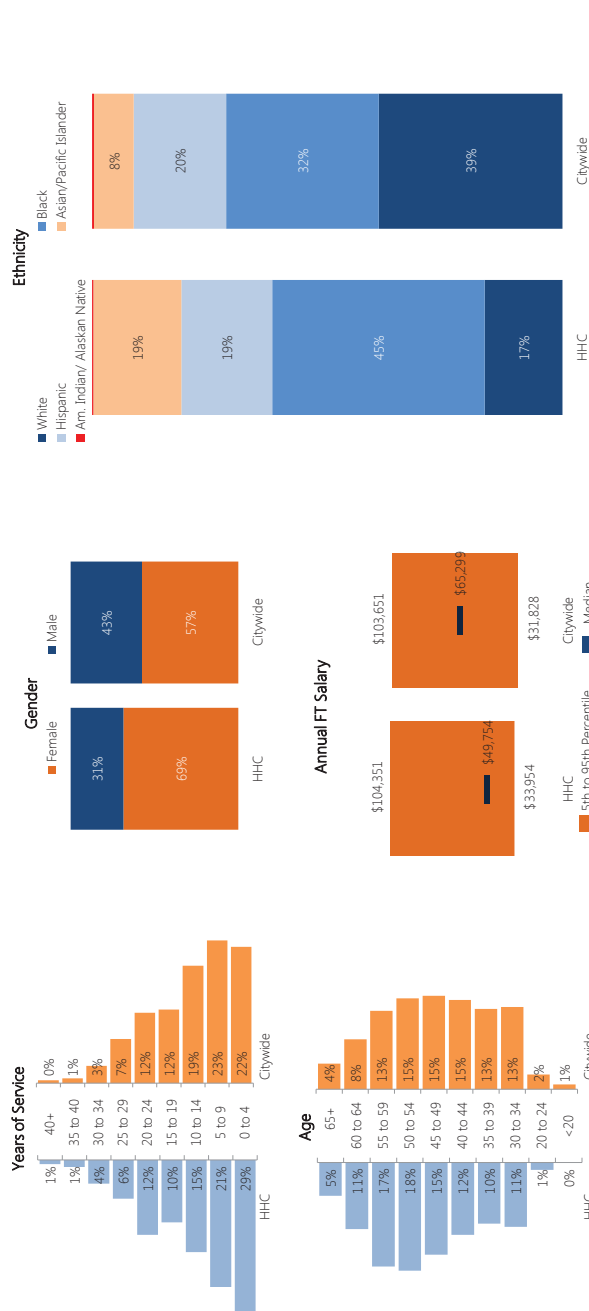 Years of Service
40+
35 to 40
30 to 34
25 to 29
20 to 24
15 to 19
10 to 14
5 to 9
0 to 4
1%
1%
4%
6%
12%
10%
15%
21%
29%
HHC
0%
1%
3%
7%
12%
12%
19%
23%
22%
Citywide
Age
65+
60 to 64
55 to 59
50 to 54
45 to 49
40 to 44
35 to 39
30 to 34
20 to 24
<20
5%
11%
17%
18%
15%
12%
10%
11%
1%
0%
HHC
4%
8%
13%
15%
15%
15%
13%
13%
2%
1%
Citywide
Gender
Female
Male
31%
69%
HHC
43%
57%
Citywide
Annual FT Salary
$104,351
$49,754
$33,954
HHC
$103,651
$65,299
$31,828
Citywide
5th to 95th Percentile
Median
Ethnicity
White
Black
Hispanic
Asian/Pacific Islander
Am. Indian/ Alaskan Native
19%
19%
45%
17%
HHC
8%
20%
32%
39%
Citywide